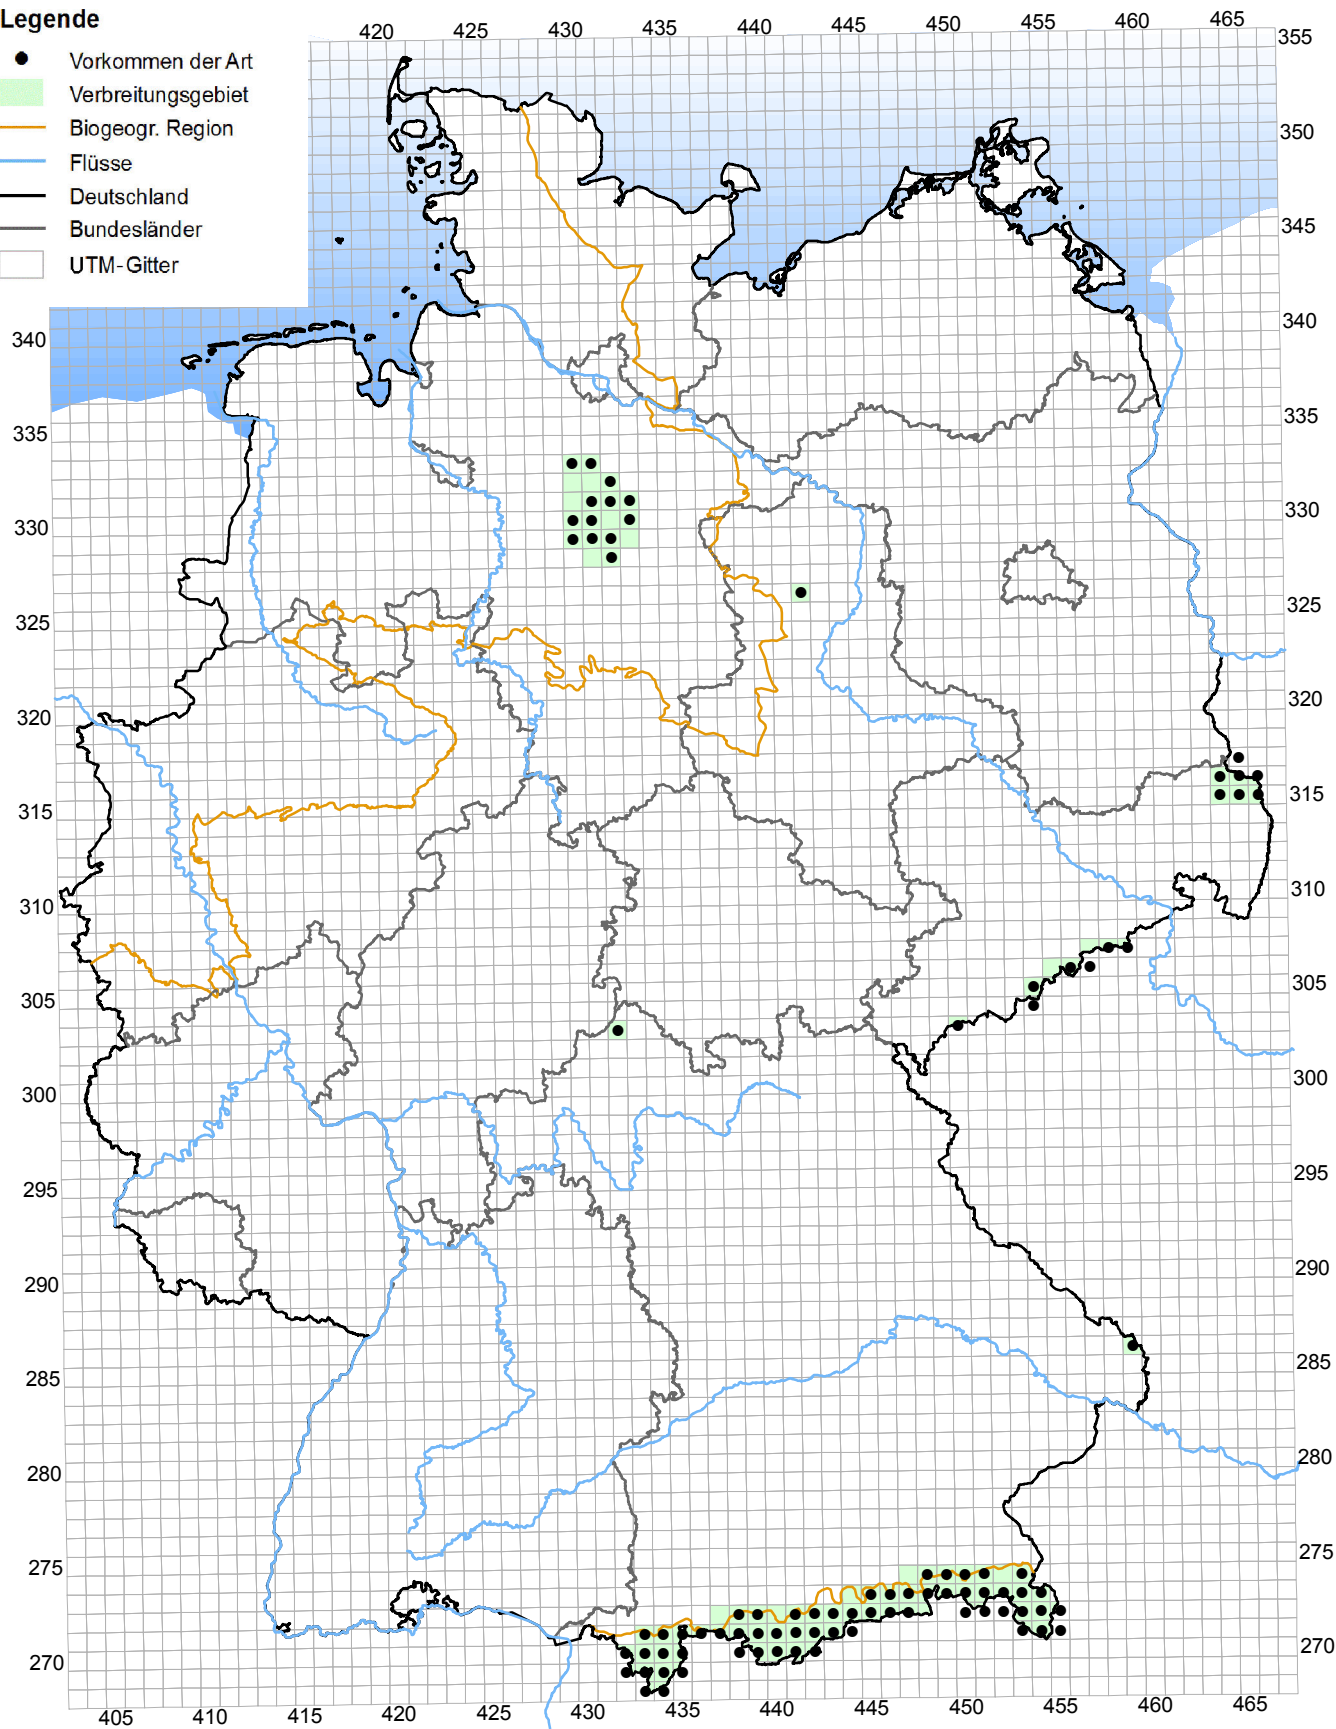 Legende
Vorkommen der Art
Verbreitungsgebiet
Biogeogr. Region
Flüsse
Deutschland
Bundesländer
UTM-Gitter
420 425 430 435 440 445 450 455 460 465
355
350
345
340 340
335 335
330 330
325 325
320 320
315 315
310 310
305 305
300 300
295 295
290 290
285 285
280 280
275 275
270 270
405 410 415 420 425 430 435 440 445 450 455 460 465